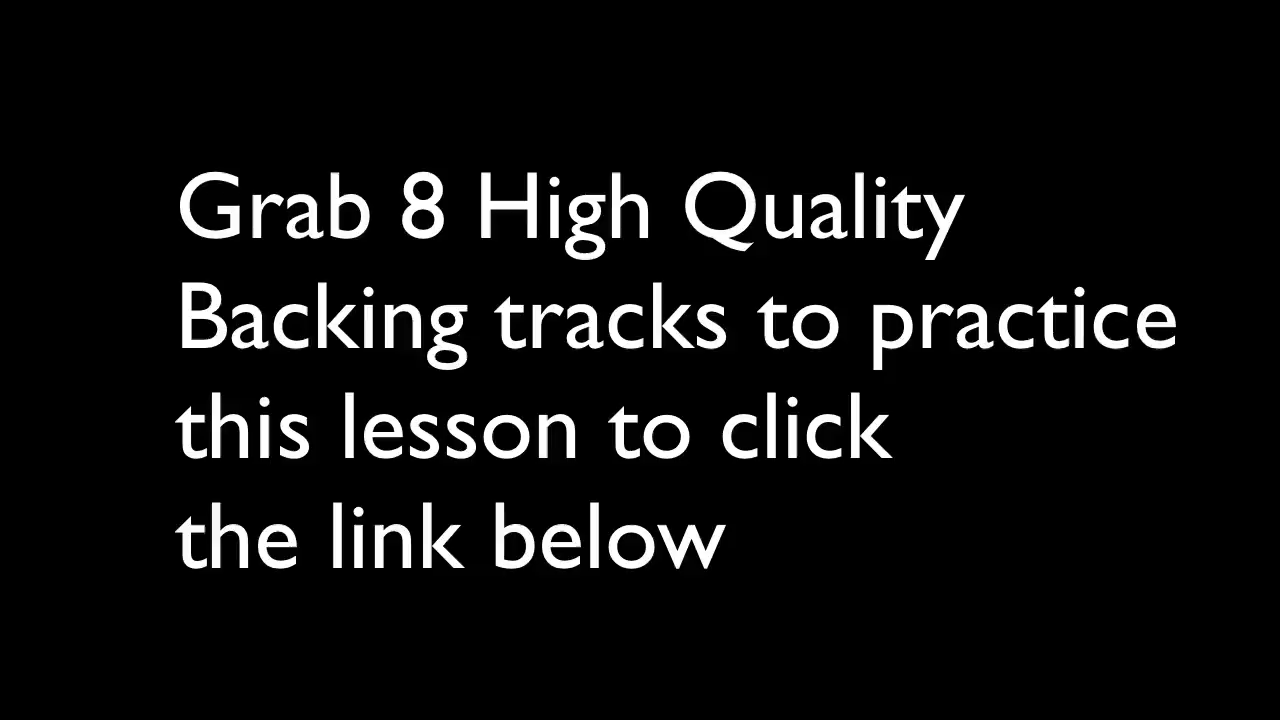 Grab 8 High Quality
Backing tracks to practice
this lesson to click
the link below